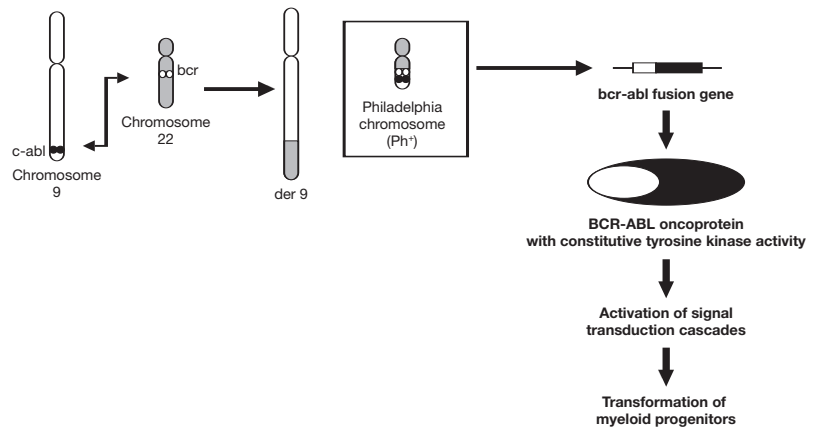 bcr
Chromosome
22
c-abl
Chromosome
9
der 9
Philadelphia
chromosome
(Ph⁺)
bcr-abl fusion gene
BCR-ABL oncoprotein
with constitutive tyrosine kinase activity
Activation of signal
transduction cascades
Transformation of
myeloid progenitors